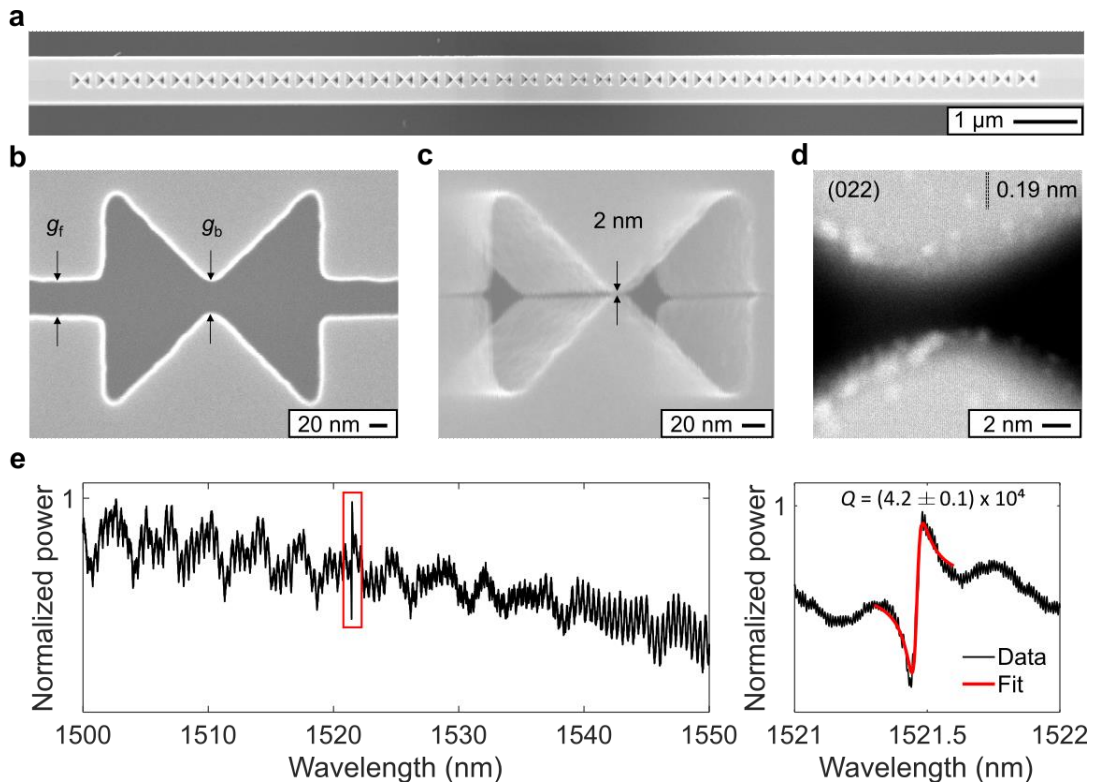 a
1 µm
b
c
d
g_f
g_b
20 nm
2 nm
20 nm
(022)
0.19 nm
2 nm
e
Normalized power
1
1500
1510
1520
1530
1540
1550
Wavelength (nm)
Normalized power
1
Q = (4.2 ± 0.1) x 10⁴
Data
Fit
1521
1521.5
1522
Wavelength (nm)